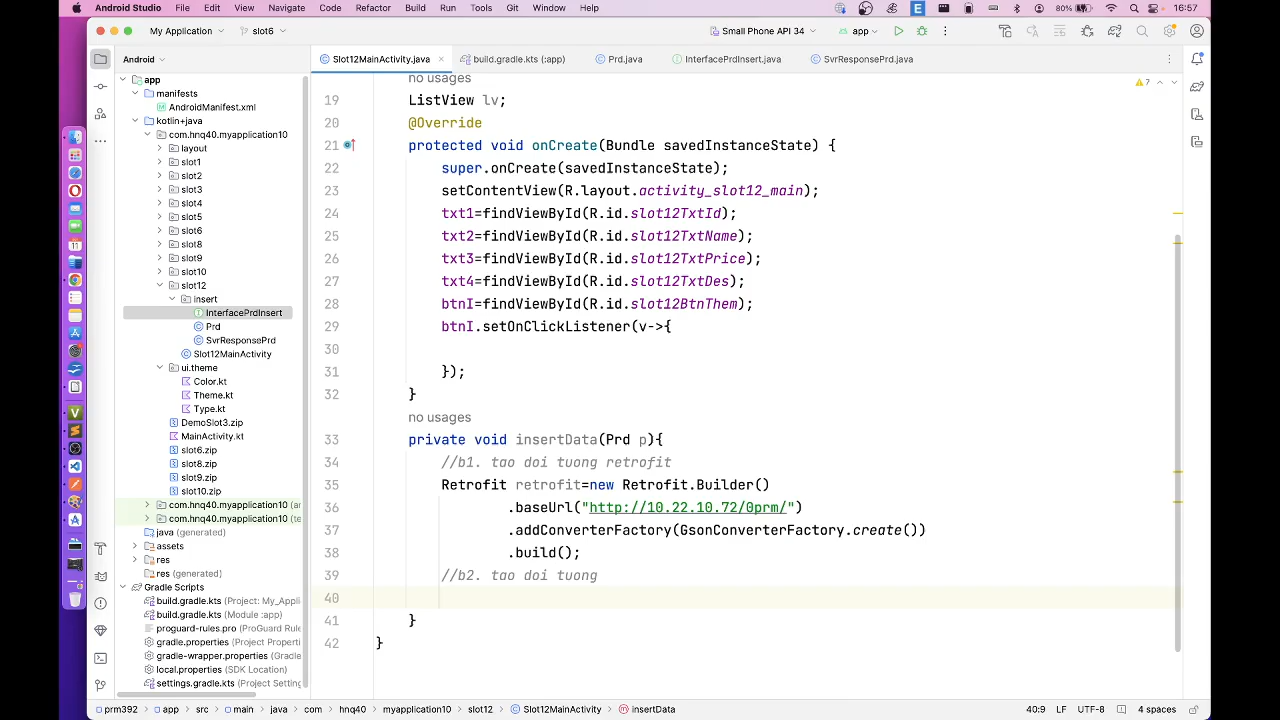 Android Studio File Edit View Navigate Code Refactor Build Run Tools Git Window Help 80% 16:57
My Application slot6 Small Phone API 34 app
Android
Slot12MainActivity.java build.gradle.kts (:app) Prd.java InterfacePrdInsert.java SvrResponsePrd.java
app
manifests
AndroidManifest.xml
kotlin+java
com.hnq40.myapplication10
layout
slot1
slot2
slot3
slot4
slot5
slot6
slot8
slot9
slot10
slot12
insert
InterfacePrdInsert
Prd
SvrResponsePrd
Slot12MainActivity
ui.theme
Color.kt
Theme.kt
Type.kt
DemoSlot3.zip
MainActivity.kt
slot6.zip
slot8.zip
slot9.zip
slot10.zip
com.hnq40.myapplication10 (ar
com.hnq40.myapplication10 (te
java (generated)
assets
res
res (generated)
Gradle Scripts
build.gradle.kts (Project: My_Appli
build.gradle.kts (Module :app)
proguard-rules.pro (ProGuard Rule
gradle.properties (Project Properti
gradle-wrapper.properties (Gradle
local.properties (SDK Location)
settings.gradle.kts (Project Setting
no usages
7
19 ListView lv;
20 @Override
21 protected void onCreate(Bundle savedInstanceState) {
22 super.onCreate(savedInstanceState);
23 setContentView(R.layout.activity_slot12_main);
24 txt1=findViewById(R.id.slot12TxtId);
25 txt2=findViewById(R.id.slot12TxtName);
26 txt3=findViewById(R.id.slot12TxtPrice);
27 txt4=findViewById(R.id.slot12TxtDes);
28 btnI=findViewById(R.id.slot12BtnThem);
29 btnI.setOnClickListener(v->{
30
31 });
32 }
no usages
33 private void insertData(Prd p){
34 //b1. tao doi tuong retrofit
35 Retrofit retrofit=new Retrofit.Builder()
36 .baseUrl("http://10.22.10.72/0prm/")
37 .addConverterFactory(GsonConverterFactory.create())
38 .build();
39 //b2. tao doi tuong
40
41 }
42 }
prm392 app src main java com hnq40 myapplication10 slot12 Slot12MainActivity insertData 40:9 LF UTF-8 4 spaces